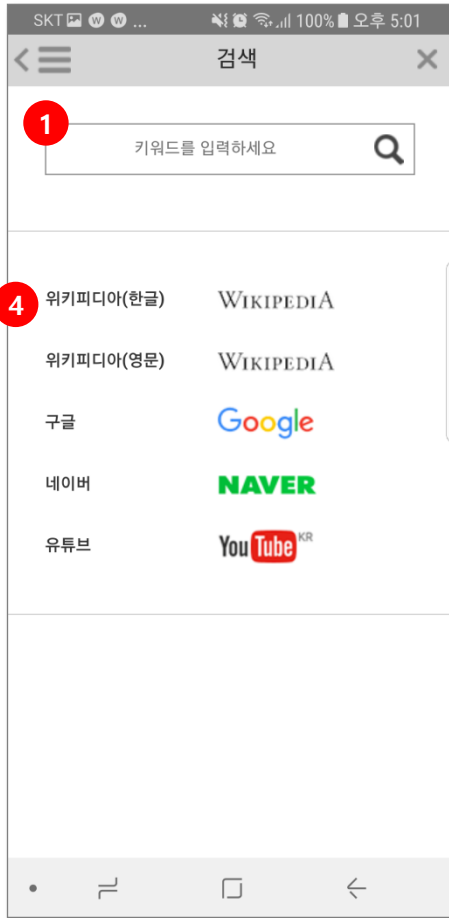 SKT W W ... 100% 오후 5:01
검색
1
키워드를 입력하세요
4 위키피디아(한글) WIKIPEDIA
위키피디아(영문) WIKIPEDIA
구글 Google
네이버 NAVER
유튜브 You Tube KR